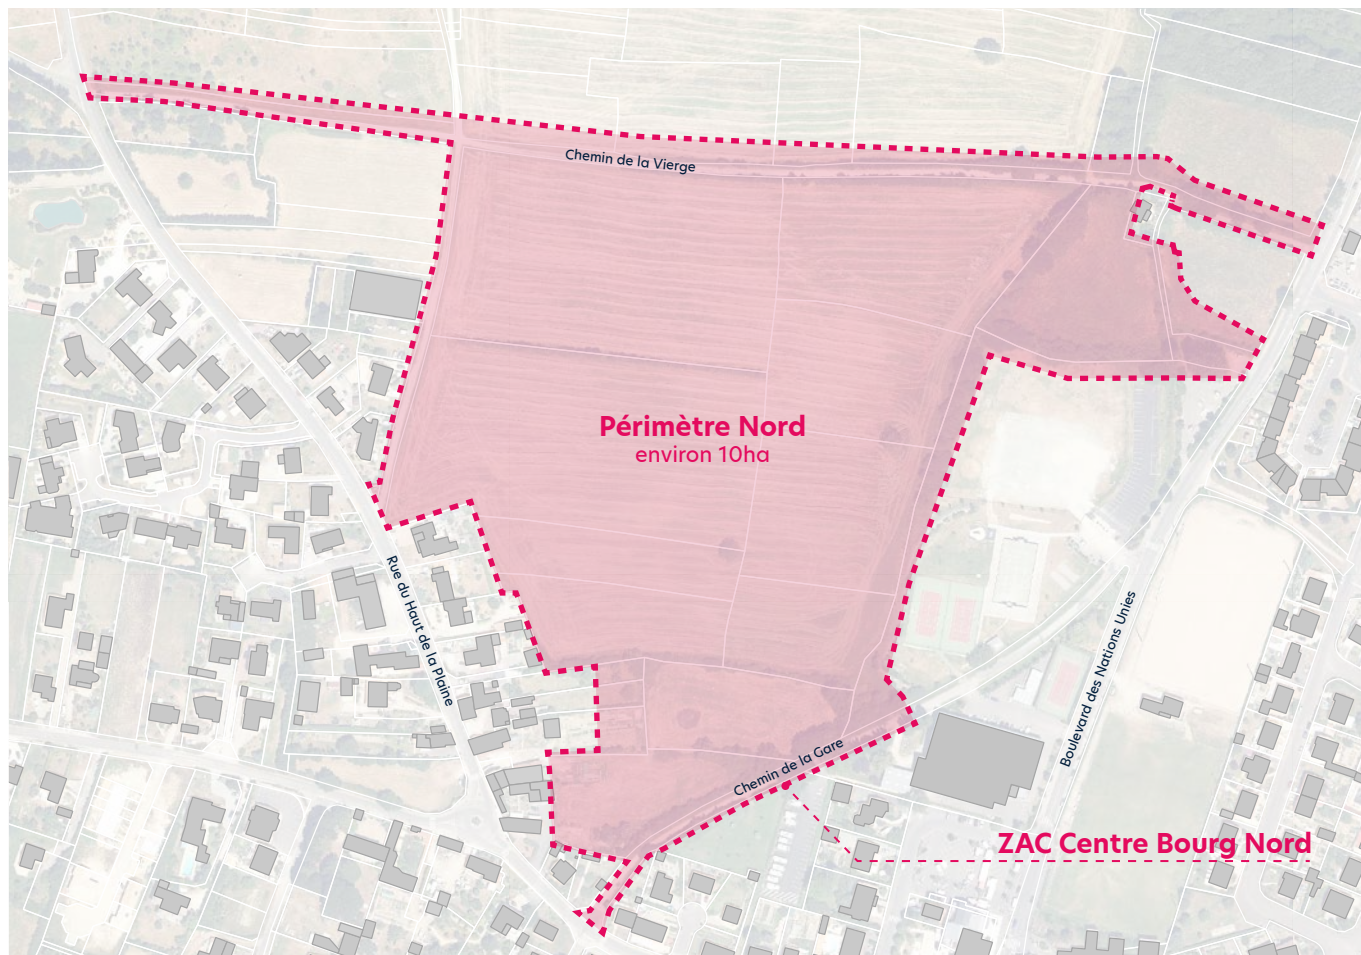 Chemin de la Vierge
Périmètre Nord
environ 10ha
Rue du Haut de la Plaine
Boulevard des Nations Unies
Chemin de la Gare
ZAC Centre Bourg Nord